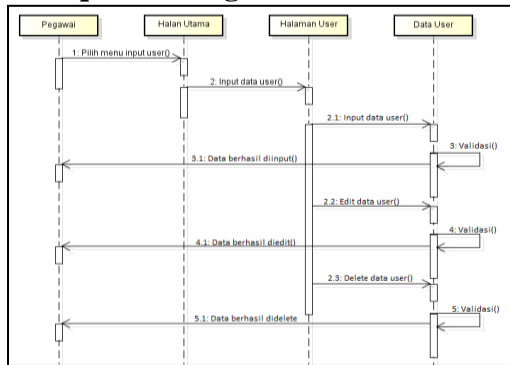 Pegawai
Halan Utama
Halaman User
Data User
1: Pilih menu input user()
2: Input data user()
2.1: Input data user()
3: Validasi()
3.1: Data berhasil diinput()
2.2: Edit data user()
4: Validasi()
4.1: Data berhasil diedit()
2.3: Delete data user()
5: Validasi()
5.1: Data berhasil didelete